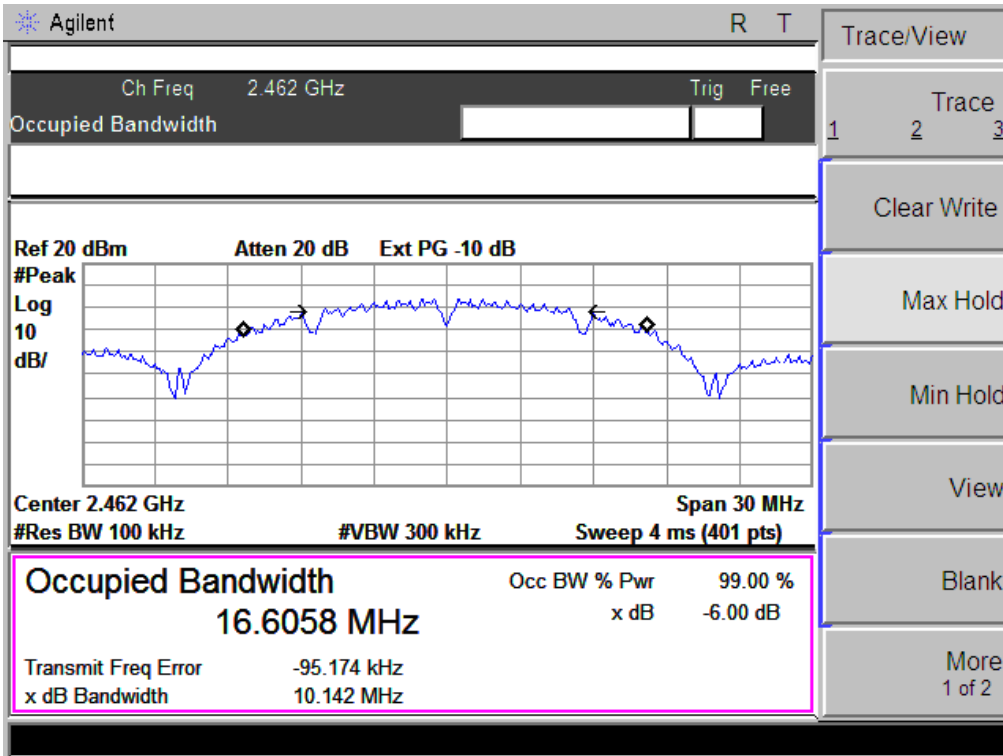 Agilent R T
Ch Freq 2.462 GHz Trig Free
Occupied Bandwidth
Ref 20 dBm Atten 20 dB Ext PG -10 dB
#Peak
Log
10
dB/
Center 2.462 GHz Span 30 MHz
#Res BW 100 kHz #VBW 300 kHz Sweep 4 ms (401 pts)
Occupied Bandwidth Occ BW % Pwr 99.00 %
16.6058 MHz x dB -6.00 dB
Transmit Freq Error -95.174 kHz
x dB Bandwidth 10.142 MHz
Trace/View
Trace
1 2 3
Clear Write
Max Hold
Min Hold
View
Blank
More
1 of 2